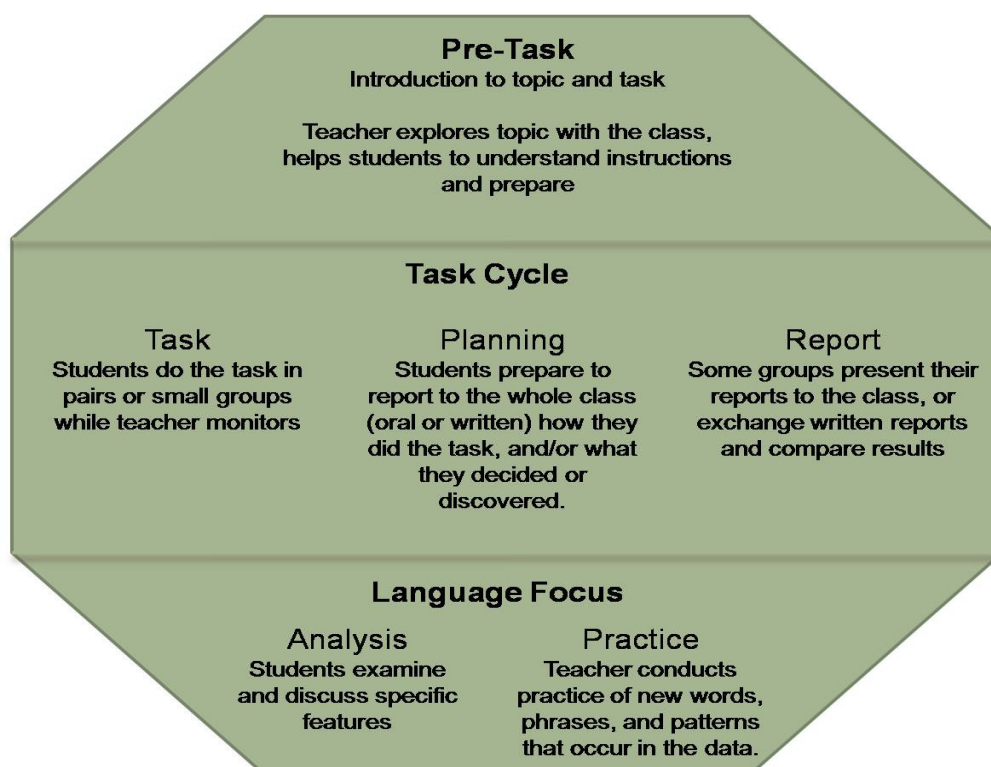 Pre-Task
Introduction to topic and task
Teacher explores topic with the class,
helps students to understand instructions
and prepare
Task Cycle
Task
Students do the task in
pairs or small groups
while teacher monitors
Planning
Students prepare to
report to the whole class
(oral or written) how they
did the task, and/or what
they decided or
discovered.
Report
Some groups present their
reports to the class, or
exchange written reports
and compare results
Language Focus
Analysis
Students examine
and discuss specific
features
Practice
Teacher conducts
practice of new words,
phrases, and patterns
that occur in the data.